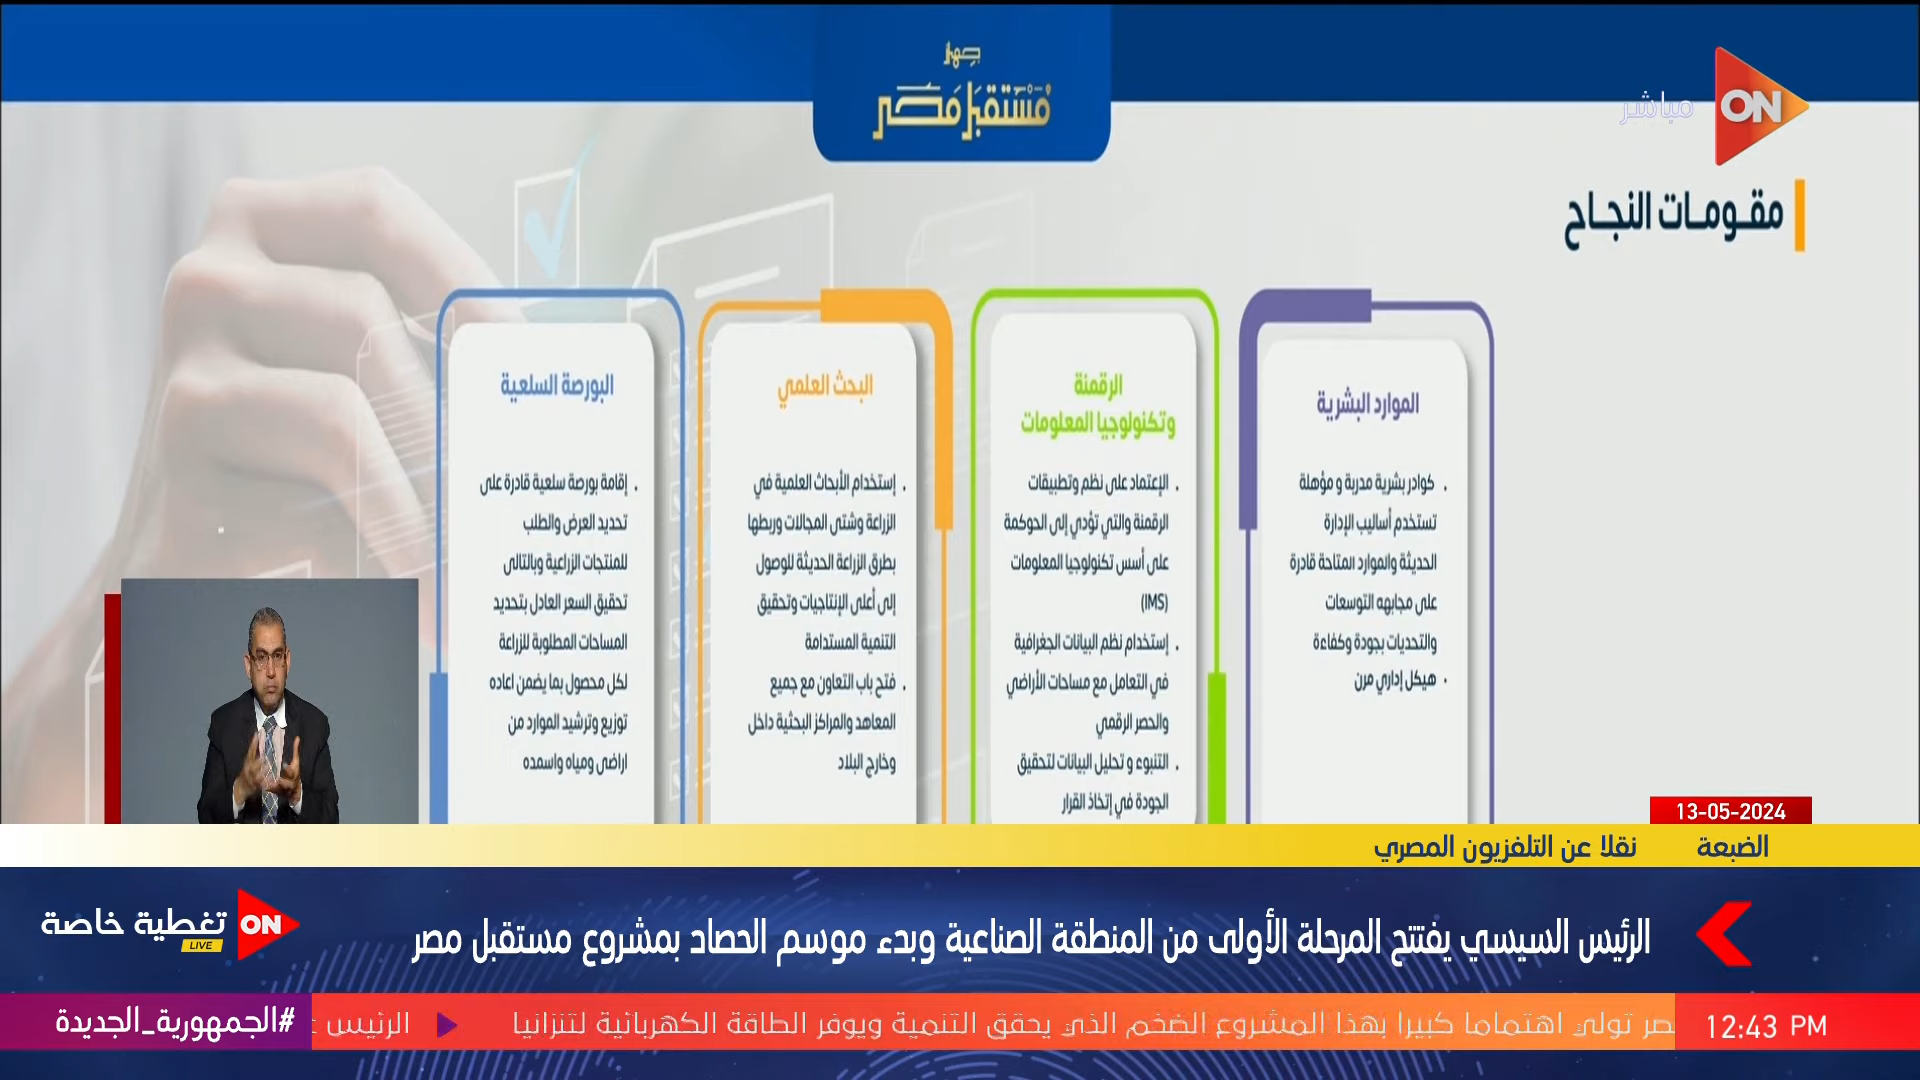 جهاز
مستقبل مصر
مباشر
ON
مقومات النجاح
الموارد البشرية
. كوادر بشرية مدربة و مؤهلة
تستخدم أساليب الإدارة
الحديثة والموارد المتاحة قادرة
على مجابهه التوسعات
والتحديات بجودة وكفاءة
. هيكل إداري مرن
الرقمنة
وتكنولوجيا المعلومات
. الإعتماد على نظم وتطبيقات
الرقمنة والتي تؤدي إلى الحوكمة
على أسس تكنولوجيا المعلومات
(IMS)
. إستخدام نظم البيانات الجغرافية
في التعامل مع مساحات الأراضي
والحصر الرقمي
. التنبوء و تحليل البيانات لتحقيق
الجودة في إتخاذ القرار
البحث العلمي
. إستخدام الأبحاث العلمية في
الزراعة وشتى المجالات وربطها
بطرق الزراعة الحديثة للوصول
إلى أعلى الإنتاجيات وتحقيق
التنمية المستدامة
. فتح باب التعاون مع جميع
المعاهد والمراكز البحثية داخل
وخارج البلاد
البورصة السلعية
. إقامة بورصة سلعية قادرة على
تحديد العرض والطلب
للمنتجات الزراعية وبالتالى
تحقيق السعر العادل بتحديد
المساحات المطلوبة للزراعة
لكل محصول بما يضمن اعاده
توزيع وترشيد الموارد من
اراضى ومياه واسمده
13-05-2024
الضبعة نقلا عن التلفزيون المصري
الرئيس السيسي يفتتح المرحلة الأولى من المنطقة الصناعية وبدء موسم الحصاد بمشروع مستقبل مصر
ON تغطية خاصة
LIVE
12:43 PM
صر تولي اهتماما كبيرا بهذا المشروع الضخم الذي يحقق التنمية ويوفر الطاقة الكهربائية لتنزانيا الرئيس
#الجمهورية_الجديدة